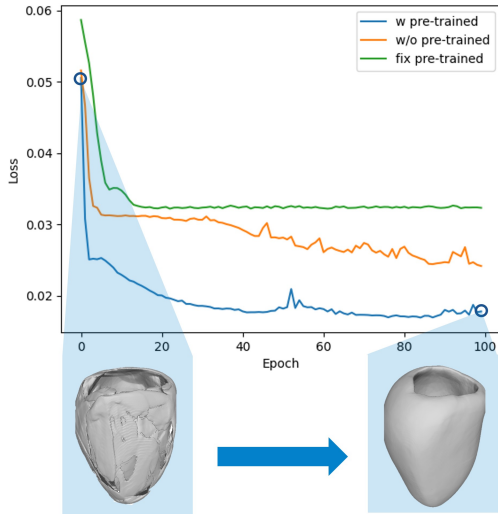 0.06
0.05
0.04
0.03
0.02
Loss
w pre-trained
w/o pre-trained
fix pre-trained
0 20 40 60 80 100
Epoch